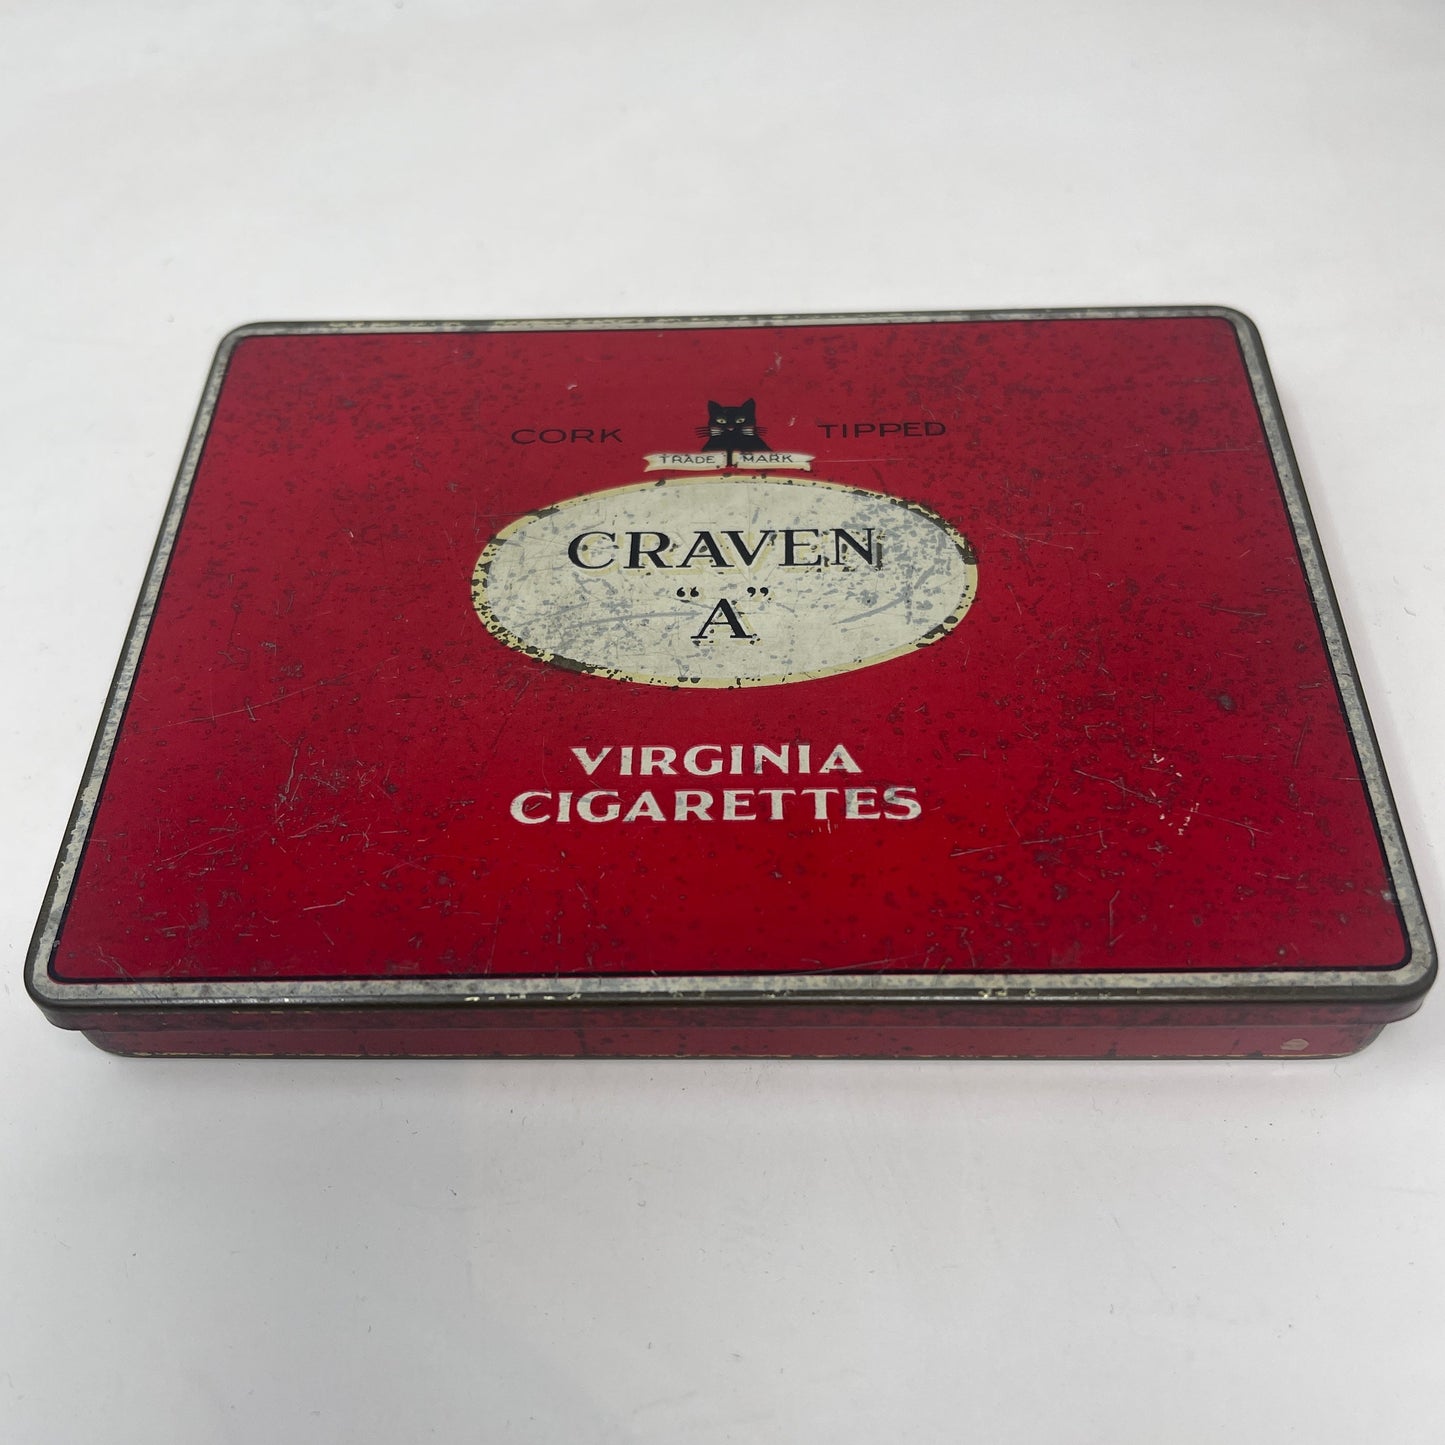 CORK TIPPED
TRADE MARK
CRAVEN
“A”
VIRGINIA
CIGARETTES